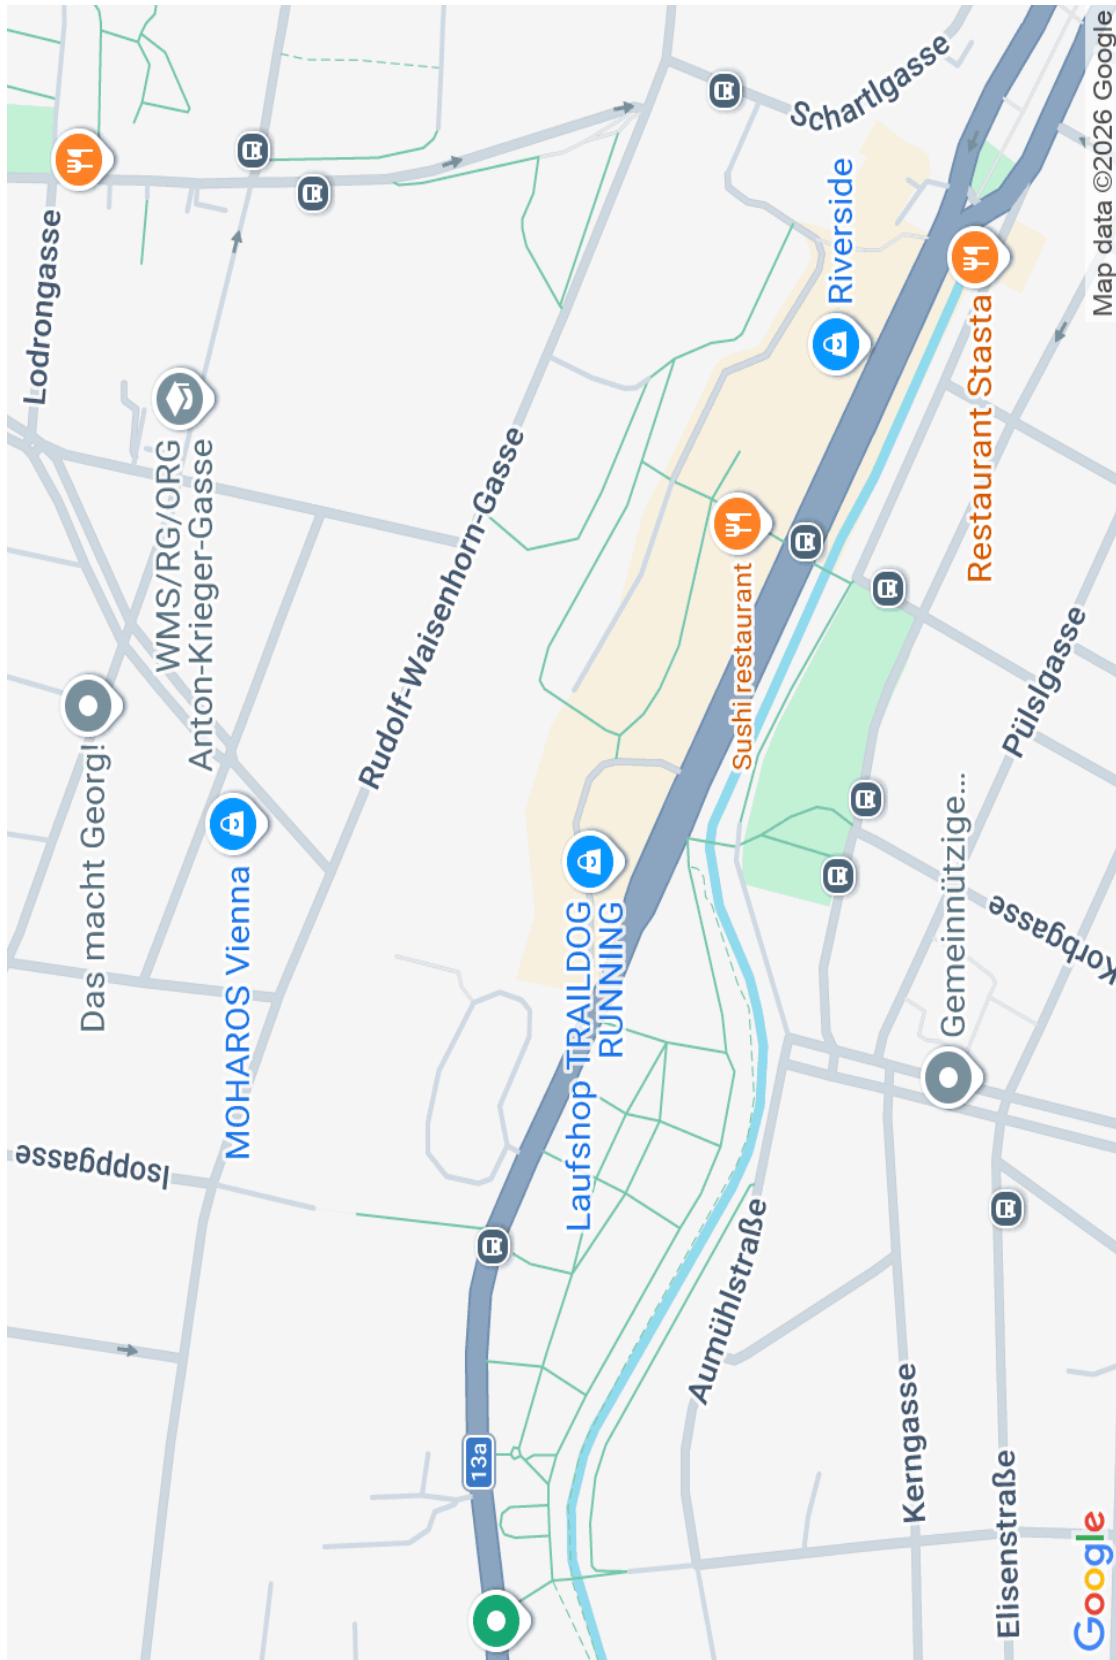 Lodrongasse
WMS/RG/ORG
Anton-Krieger-Gasse
Das macht Georg!
MOHAROS Vienna
Isoppgasse
Rudolf-Waisenhorn-Gasse
Schartlgasse
Riverside
Sushi restaurant
Restaurant Stasta
Laufshop TRAILDOG
RUNNING
Pülslgasse
Korbgasse
Gemeinnützige...
Aumühlstraße
Kerngasse
Elisenstraße
13a
Google
Map data ©2026 Google